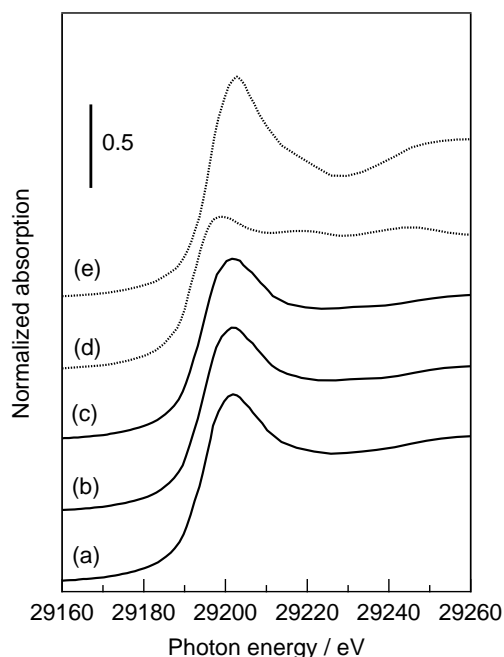 0.5
Normalized absorption
(e)
(d)
(c)
(b)
(a)
29160 29180 29200 29220 29240 29260
Photon energy / eV